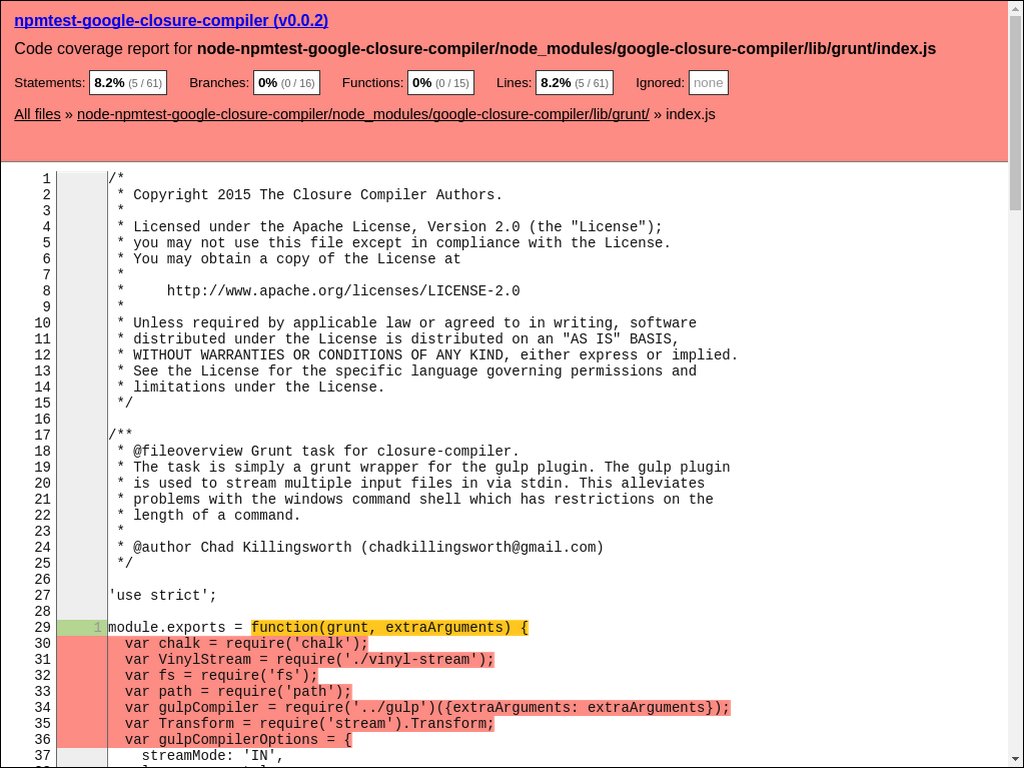 npmtest-google-closure-compiler (v0.0.2)
Code coverage report for node-npmtest-google-closure-compiler/node_modules/google-closure-compiler/lib/grunt/index.js
Statements: 8.2% (5 / 61) Branches: 0% (0 / 16) Functions: 0% (0 / 15) Lines: 8.2% (5 / 61) Ignored: none
All files » node-npmtest-google-closure-compiler/node_modules/google-closure-compiler/lib/grunt/ » index.js
1 /*
2  * Copyright 2015 The Closure Compiler Authors.
3  *
4  * Licensed under the Apache License, Version 2.0 (the "License");
5  * you may not use this file except in compliance with the License.
6  * You may obtain a copy of the License at
7  *
8  *     http://www.apache.org/licenses/LICENSE-2.0
9  *
10  * Unless required by applicable law or agreed to in writing, software
11  * distributed under the License is distributed on an "AS IS" BASIS,
12  * WITHOUT WARRANTIES OR CONDITIONS OF ANY KIND, either express or implied.
13  * See the License for the specific language governing permissions and
14  * limitations under the License.
15  */
16
17 /**
18  * @fileoverview Grunt task for closure-compiler.
19  * The task is simply a grunt wrapper for the gulp plugin. The gulp plugin
20  * is used to stream multiple input files in via stdin. This alleviates
21  * problems with the windows command shell which has restrictions on the
22  * length of a command.
23  *
24  * @author Chad Killingsworth (chadkillingsworth@gmail.com)
25  */
26
27 'use strict';
28
29 1 module.exports = function(grunt, extraArguments) {
30   var chalk = require('chalk');
31   var VinylStream = require('./vinyl-stream');
32   var fs = require('fs');
33   var path = require('path');
34   var gulpCompiler = require('../gulp')({extraArguments: extraArguments});
35   var Transform = require('stream').Transform;
36   var gulpCompilerOptions = {
37     streamMode: 'IN',